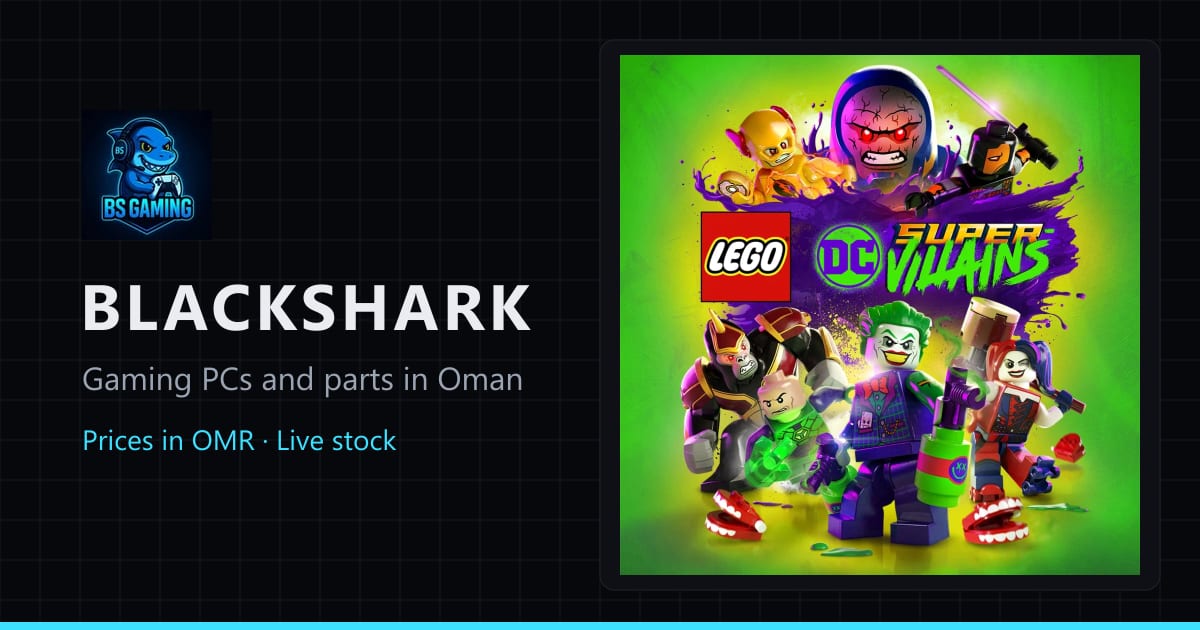 BS
BS GAMING
BLACKSHARK
Gaming PCs and parts in Oman
Prices in OMR · Live stock
LEGO
DC
SUPER-
VILLAINS